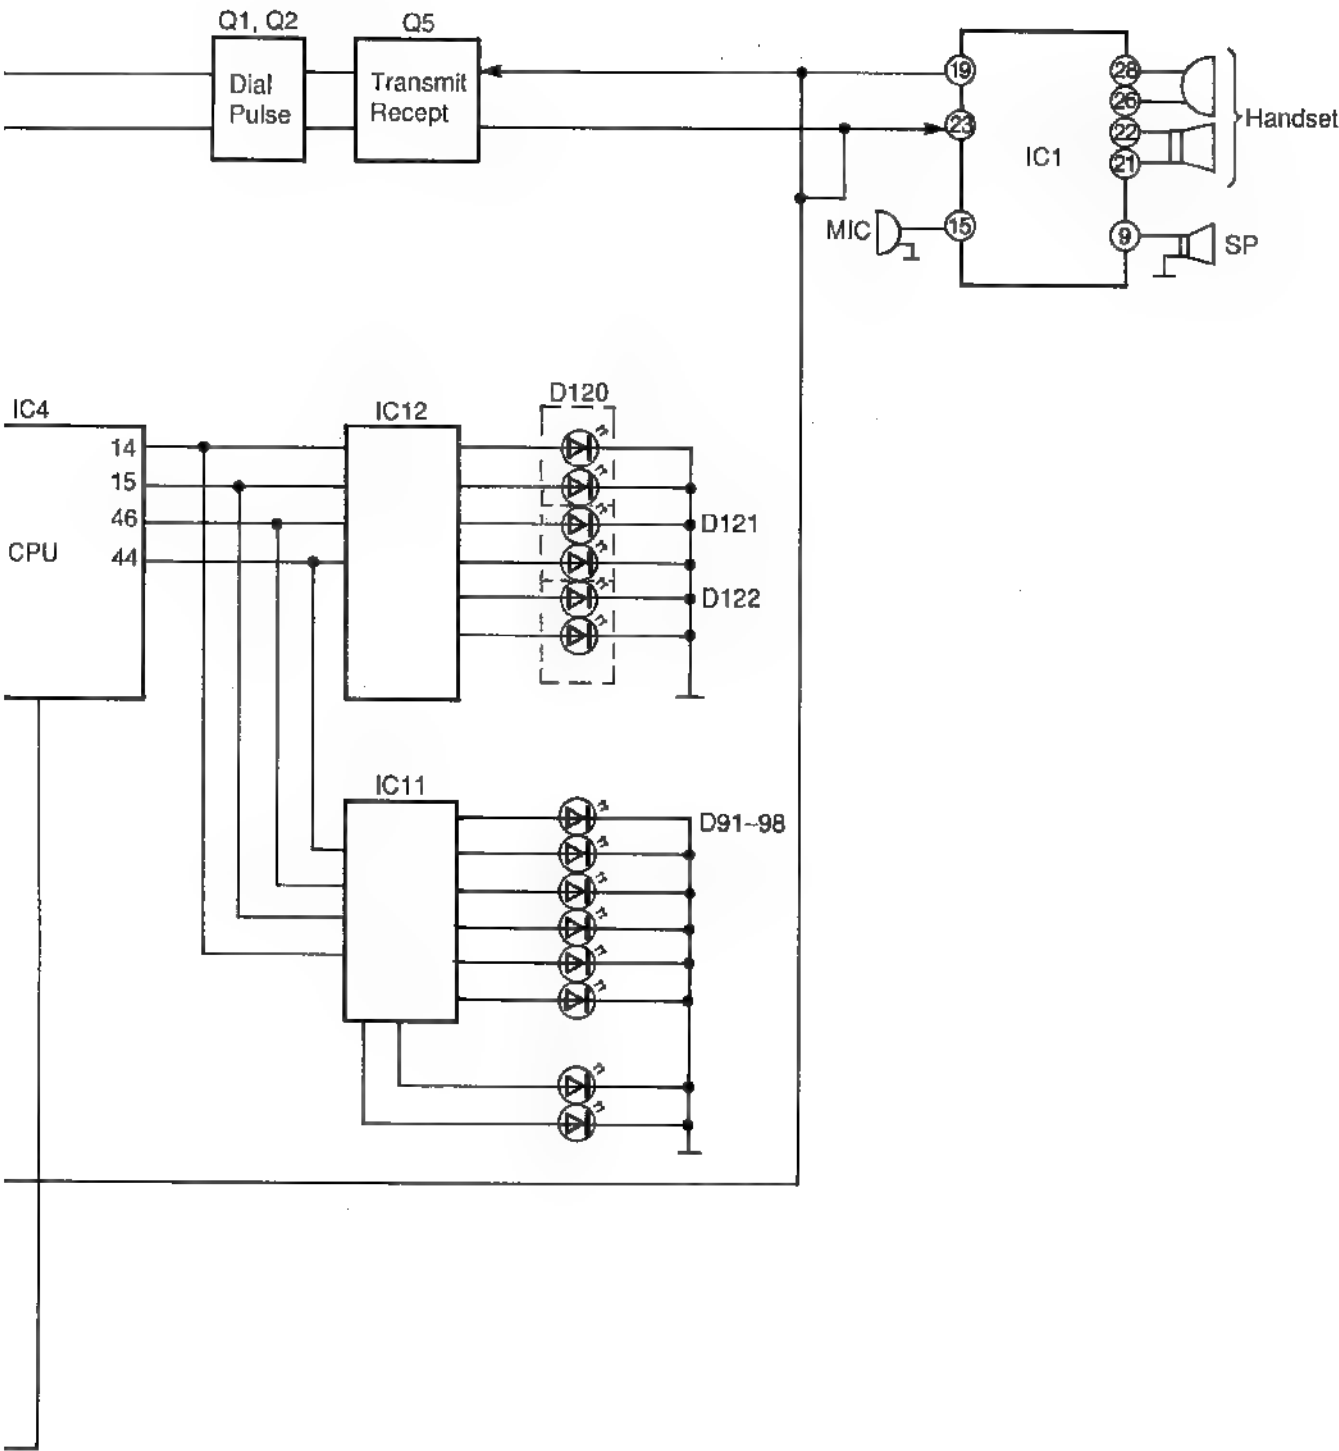 Q1, Q2
Q5
Dial
Pulse
Transmit
Recept
19
23
15
28
26
22
21
9
IC1
Handset
MIC
SP
IC4
CPU
14
15
46
44
IC12
D120
D121
D122
IC11
D91~98